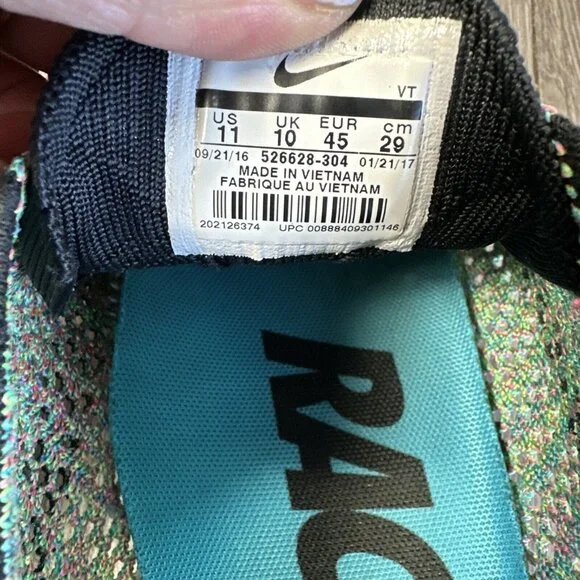 VT
US UK EUR cm
11 10 45 29
09/21/16 526628-304 01/21/17
MADE IN VIETNAM
FABRIQUE AU VIETNAM
202126374 UPC 00888409301146
RAC